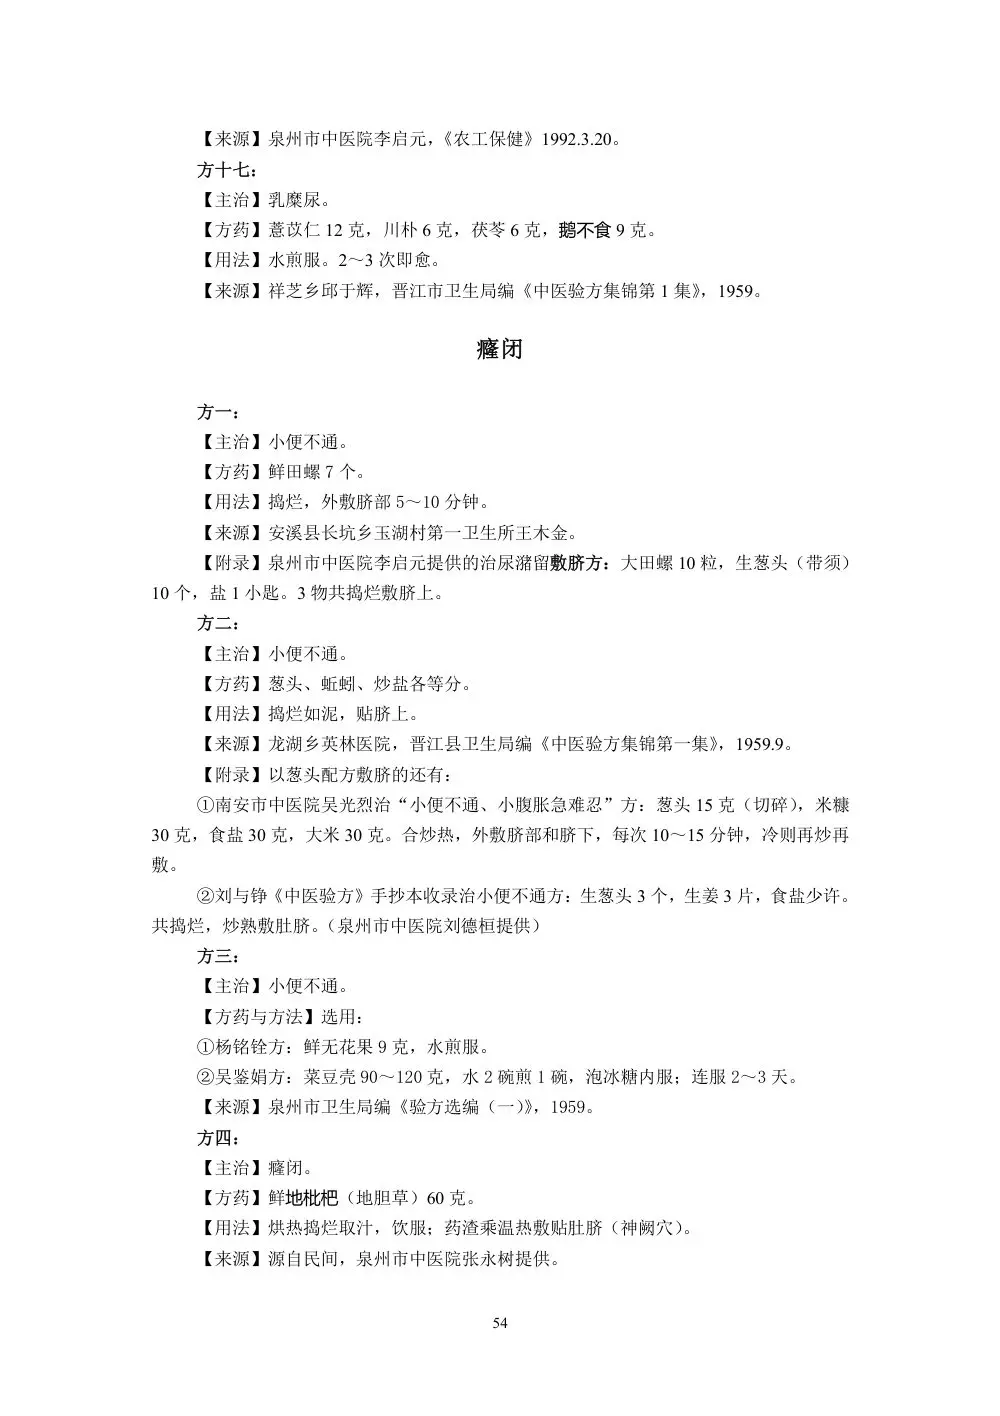 【来源】泉州市中医院李启元，《农工保健》1992.3.20。
方十七：
【主治】乳糜尿。
【方药】薏苡仁 12 克，川朴 6 克，茯苓 6 克，鹅不食 9 克。
【用法】水煎服。2～3 次即愈。
【来源】祥芝乡邱于辉，晋江市卫生局编《中医验方集锦第 1 集》，1959。
癃闭
方一：
【主治】小便不通。
【方药】鲜田螺 7 个。
【用法】捣烂，外敷脐部 5～10 分钟。
【来源】安溪县长坑乡玉湖村第一卫生所王木金。
【附录】泉州市中医院李启元提供的治尿潴留敷脐方：大田螺 10 粒，生葱头（带须）
10 个，盐 1 小匙。3 物共捣烂敷脐上。
方二：
【主治】小便不通。
【方药】葱头、蚯蚓、炒盐各等分。
【用法】捣烂如泥，贴脐上。
【来源】龙湖乡英林医院，晋江县卫生局编《中医验方集锦第一集》，1959.9。
【附录】以葱头配方敷脐的还有：
①南安市中医院吴光烈治“小便不通、小腹胀急难忍”方：葱头 15 克（切碎），米糠
30 克，食盐 30 克，大米 30 克。合炒热，外敷脐部和脐下，每次 10～15 分钟，冷则再炒再
敷。
②刘与铮《中医验方》手抄本收录治小便不通方：生葱头 3 个，生姜 3 片，食盐少许。
共捣烂，炒熟敷肚脐。（泉州市中医院刘德桓提供）
方三：
【主治】小便不通。
【方药与方法】选用：
①杨铭铨方：鲜无花果 9 克，水煎服。
②吴鉴娟方：菜豆壳 90～120 克，水 2 碗煎 1 碗，泡冰糖内服；连服 2～3 天。
【来源】泉州市卫生局编《验方选编（一）》，1959。
方四：
【主治】癃闭。
【方药】鲜地枇杷（地胆草）60 克。
【用法】烘热捣烂取汁，饮服；药渣乘温热敷贴肚脐（神阙穴）。
【来源】源自民间，泉州市中医院张永树提供。
54